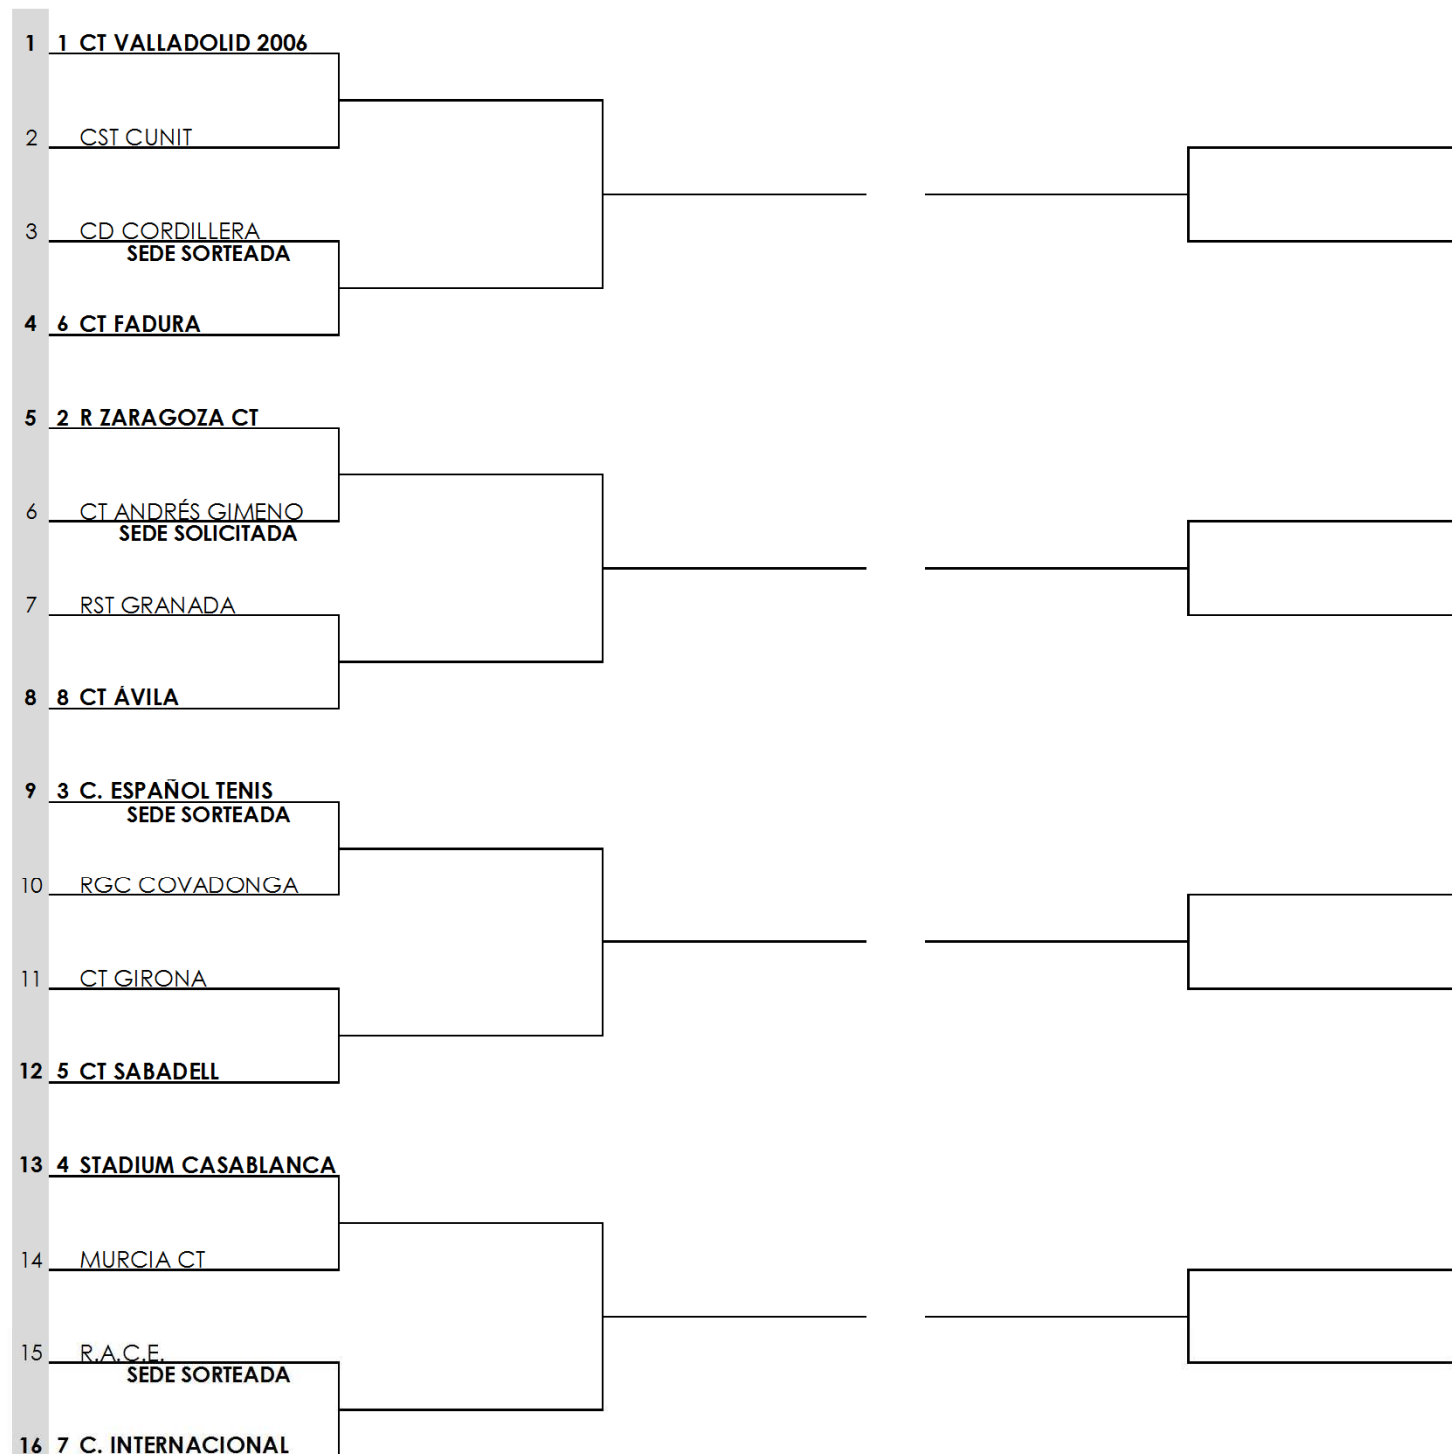 1 1 CT VALLADOLID 2006
2 CST CUNIT
3 CD CORDILLERA
SEDE SORTEADA
4 6 CT FADURA
5 2 R ZARAGOZA CT
6 CT ANDRÉS GIMENO
SEDE SOLICITADA
7 RST GRANADA
8 8 CT ÁVILA
9 3 C. ESPAÑOL TENIS
SEDE SORTEADA
10 RGC COVADONGA
11 CT GIRONA
12 5 CT SABADELL
13 4 STADIUM CASABLANCA
14 MURCIA CT
15 R.A.C.E.
SEDE SORTEADA
16 7 C. INTERNACIONAL